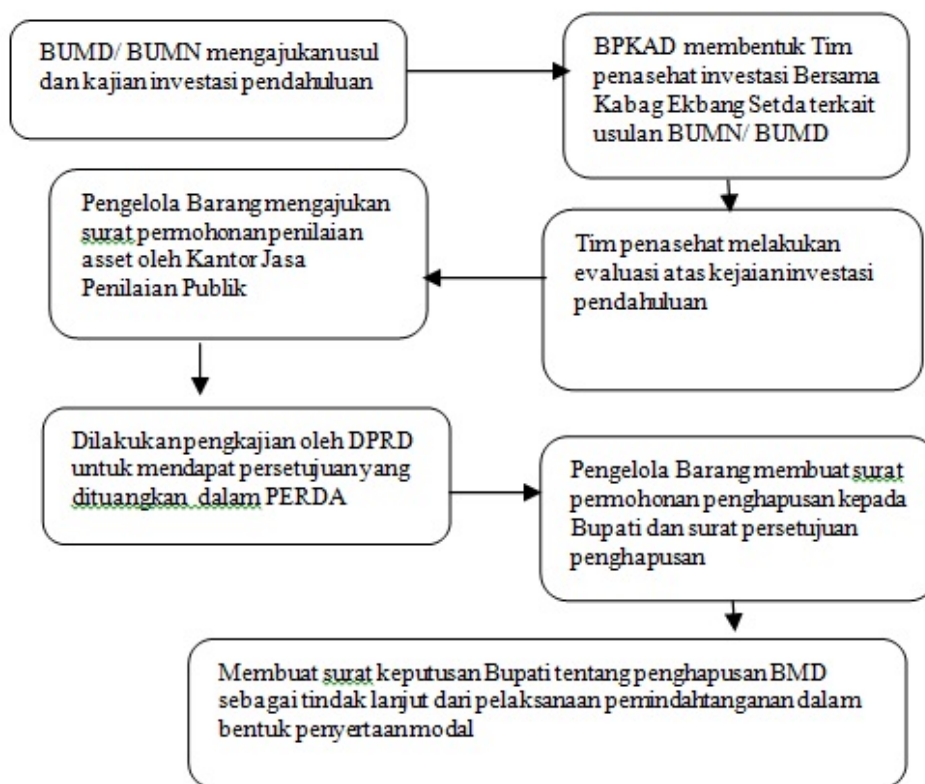 BUMD/ BUMN mengajukan usul
dan kajian investasi pendahuluan
BPKAD membentuk Tim
penasehat investasi Bersama
Kabag Ekbang Setda terkait
usulan BUMN/ BUMD
Tim penasehat melakukan
evaluasi atas kejaian investasi
pendahuluan
Pengelola Barang mengajukan
surat permohonan penilaian
asset oleh Kantor Jasa
Penilaian Publik
Dilakukan pengkajian oleh DPRD
untuk mendapat persetujuan yang
dituangkan dalam PERDA
Pengelola Barang membuat surat
permohonan penghapusan kepada
Bupati dan surat persetujuan
penghapusan
Membuat surat keputusan Bupati tentang penghapusan BMD
sebagai tindak lanjut dari pelaksanaan pemindahtanganan dalam
bentuk penyertaan modal